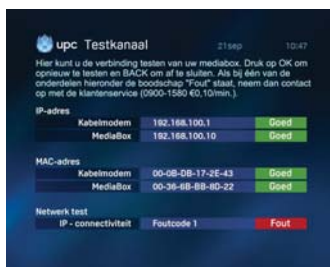 upc Testkanaal 21sep 10:47
Hier kunt u de verbinding testen van uw mediabox. Druk op OK om
opnieuw te testen en BACK om af te sluiten. Als bij één van de
onderdelen hieronder de boodschap "Fout" staat, neem dan contact
op met de klantenservice (0900-1580 €0,10/min.).
IP-adres
Kabelmodem 192.168.100.1 Goed
MediaBox 192.168.100.10 Goed
MAC-adres
Kabelmodem 00-0B-DB-17-2E-43 Goed
MediaBox 00-36-6B-BB-8D-22 Goed
Netwerk test
IP - connectiviteit Foutcode 1 Fout